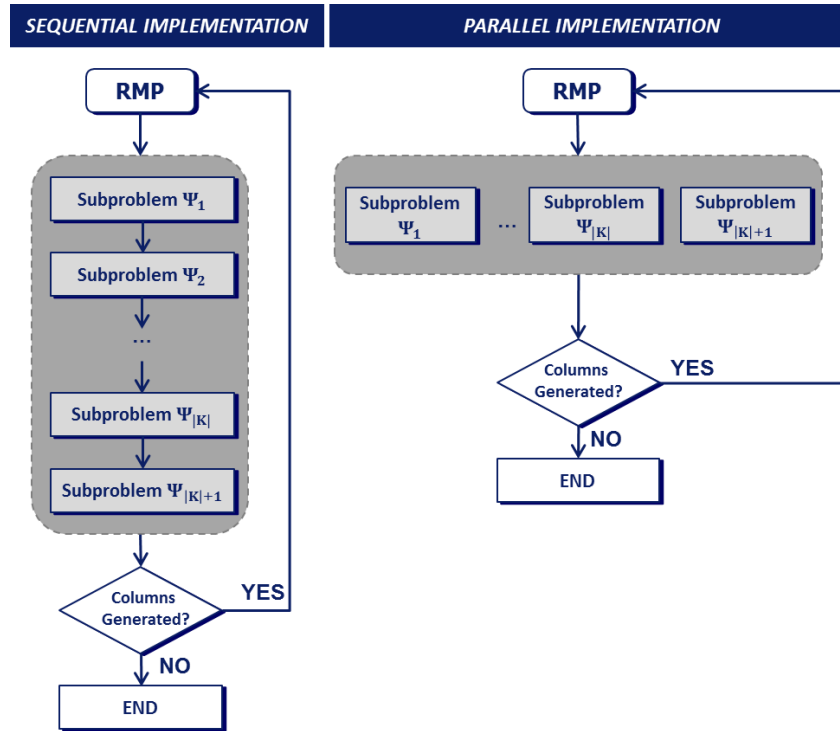 SEQUENTIAL IMPLEMENTATION
RMP
Subproblem Ψ₁
Subproblem Ψ₂
...
Subproblem Ψ|K|
Subproblem Ψ|K|+1
Columns
Generated?
YES
NO
END
PARALLEL IMPLEMENTATION
RMP
Subproblem
Ψ₁
...
Subproblem
Ψ|K|
Subproblem
Ψ|K|+1
Columns
Generated?
YES
NO
END